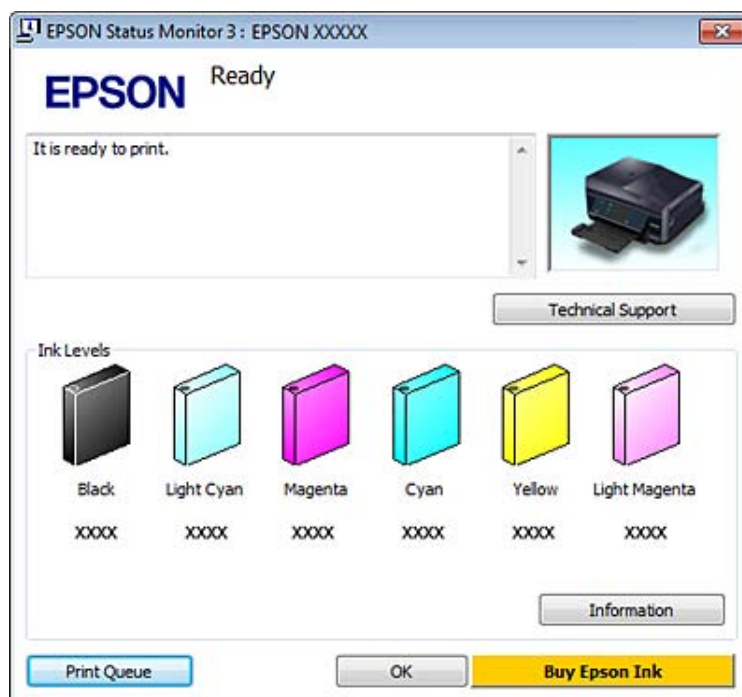 EPSON Status Monitor 3 : EPSON XXXXX
EPSON
Ready
It is ready to print.
Technical Support
Ink Levels
Black Light Cyan Magenta Cyan Yellow Light Magenta
XXXX XXXX XXXX XXXX XXXX XXXX
Information
Print Queue OK Buy Epson Ink